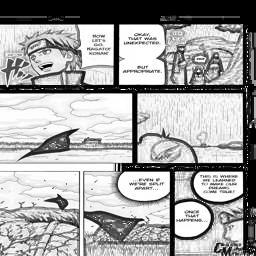 NOW
LET'S
GO,
NAGATO!
KONAN!
OKAY,
THAT WAS
UNEXPECTED.
BUT
APPROPRIATE.
...EVEN IF
WE'RE SPLIT
APART...
THIS IS WHERE
WE LEARNED
TO MAKE OUR
DREAMS
COME TRUE!
ONCE
THAT
HAPPENS...